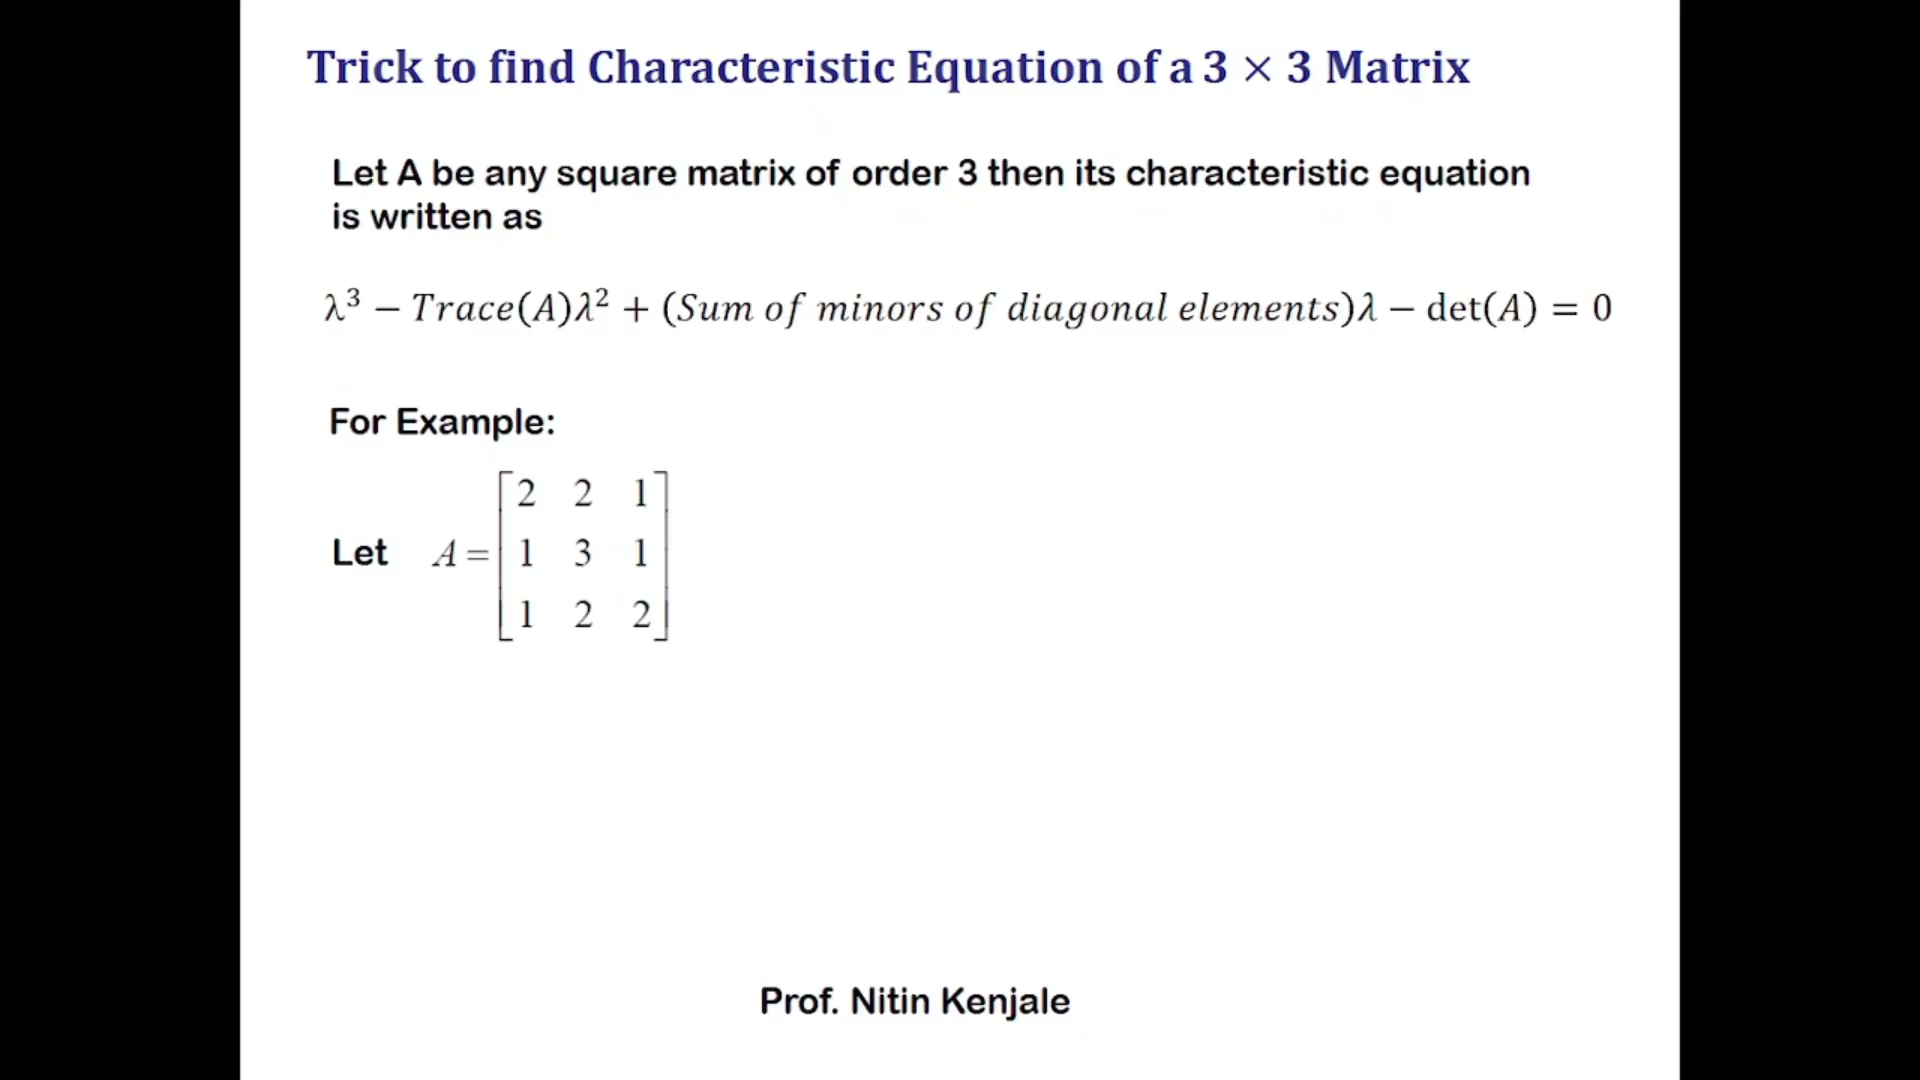 Trick to find Characteristic Equation of a 3 × 3 Matrix
Let A be any square matrix of order 3 then its characteristic equation
is written as
λ³ − Trace(A)λ² + (Sum of minors of diagonal elements)λ − det(A) = 0
For Example:
2 2 1
Let A = 1 3 1
1 2 2
Prof. Nitin Kenjale